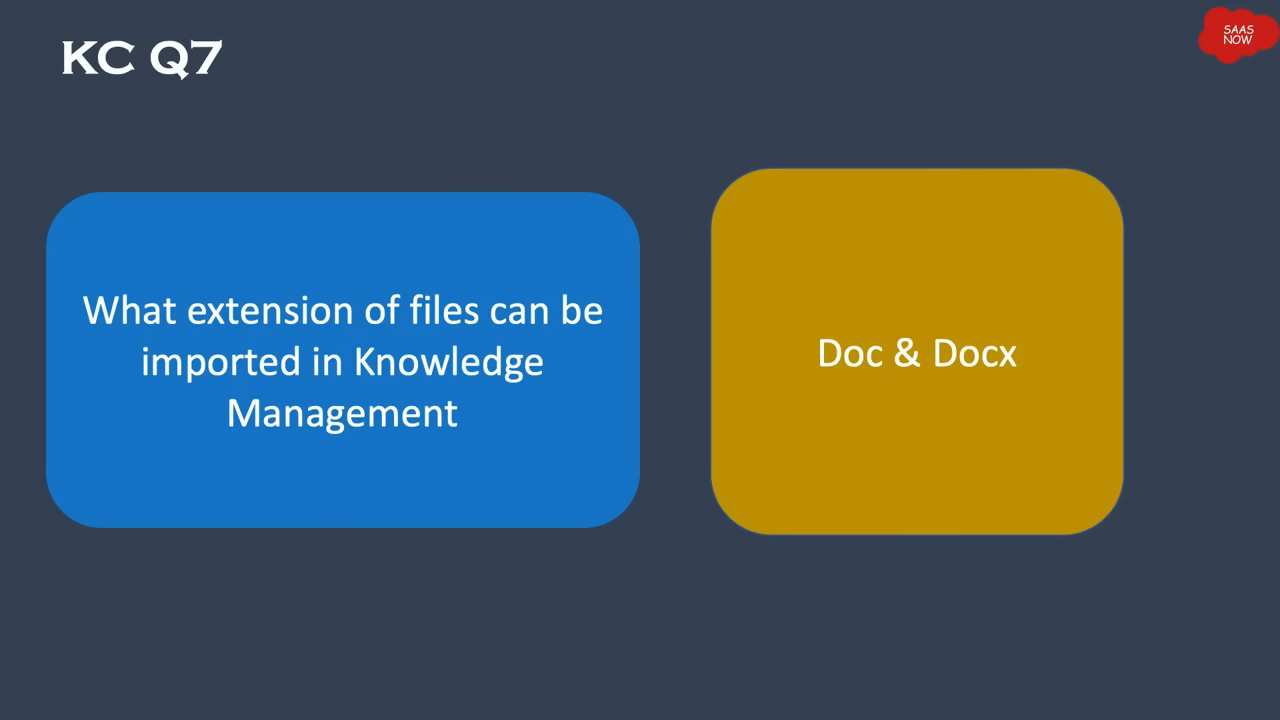 KC Q7
SAAS
NOW
What extension of files can be
imported in Knowledge
Management
Doc & Docx